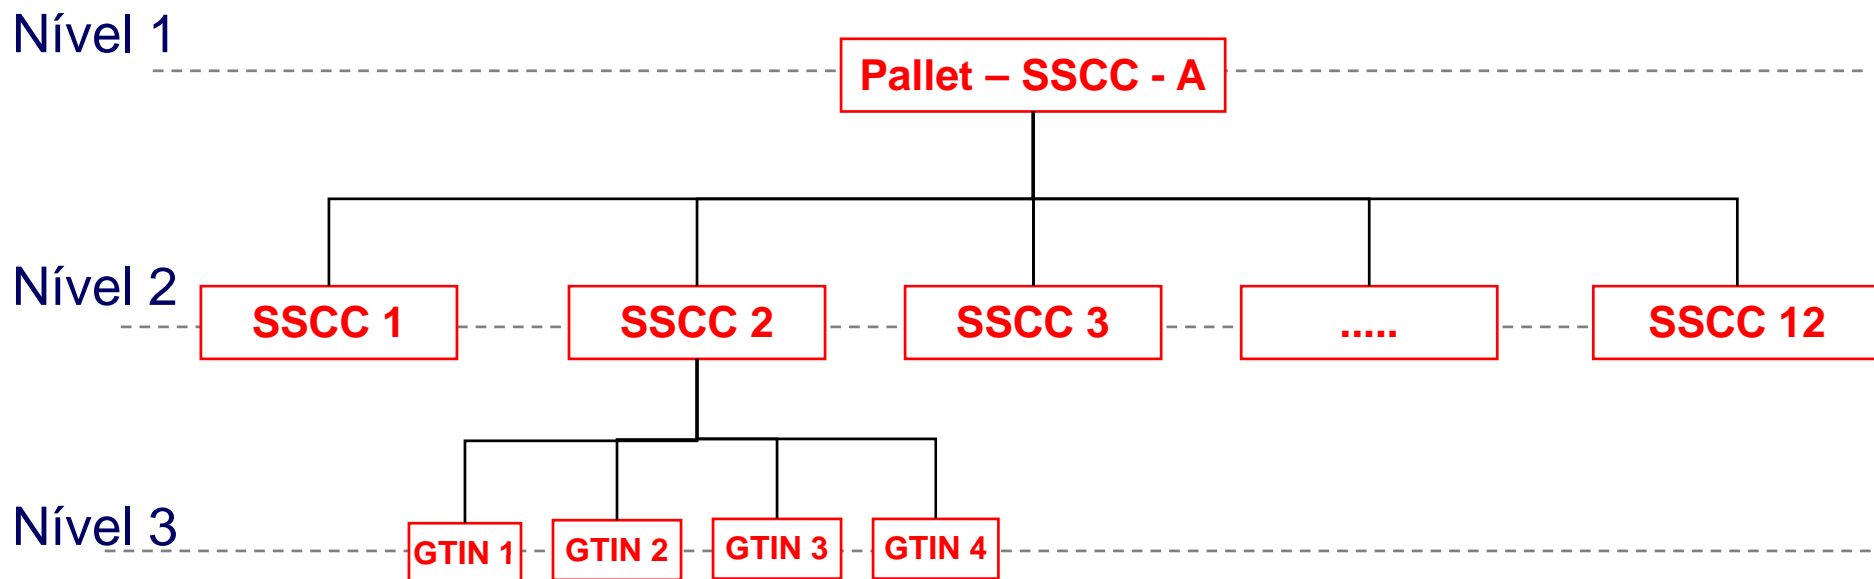 Nível 1
Pallet – SSCC - A
Nível 2
SSCC 1
SSCC 2
SSCC 3
.....
SSCC 12
Nível 3
GTIN 1
GTIN 2
GTIN 3
GTIN 4